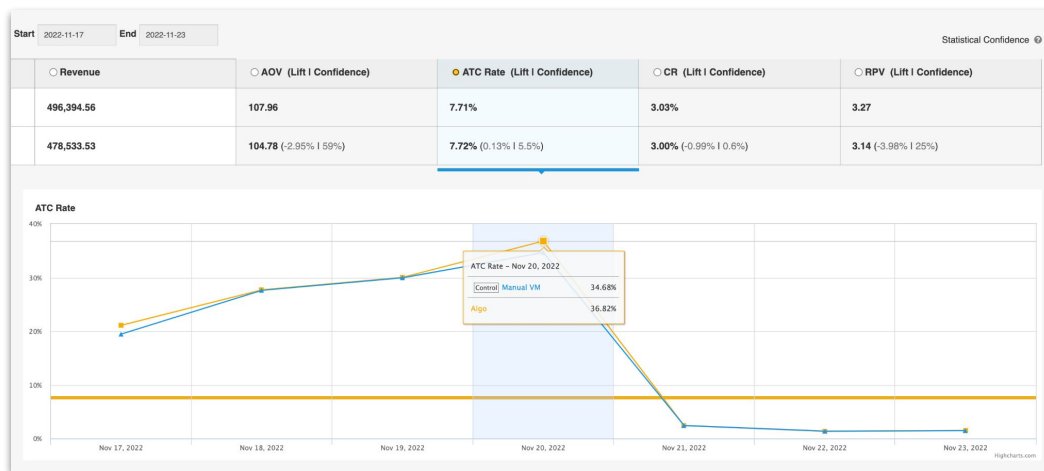 Start 2022-11-17 End 2022-11-23
Statistical Confidence
Revenue AOV (Lift I Confidence) ATC Rate (Lift I Confidence) CR (Lift I Confidence) RPV (Lift I Confidence)
496,394.56 107.96 7.71% 3.03% 3.27
478,533.53 104.78 (-2.95% I 59%) 7.72% (0.13% I 5.5%) 3.00% (-0.99% I 0.6%) 3.14 (-3.98% I 25%)
ATC Rate
40%
ATC Rate - Nov 20, 2022
Control Manual VM 34.68%
30%
Algo 36.82%
20%
10%
0%
Nov 17, 2022 Nov 18, 2022 Nov 19, 2022 Nov 20, 2022 Nov 21, 2022 Nov 22, 2022 Nov 23, 2022
Highcharts.com